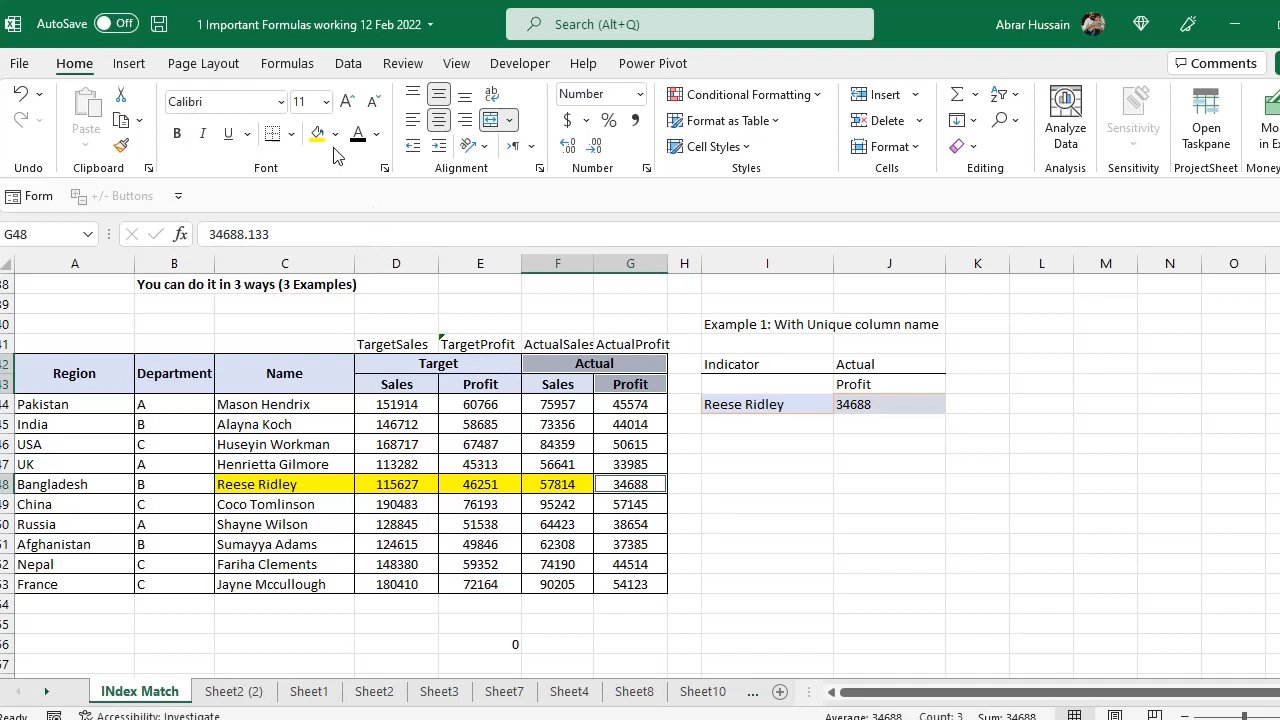 AutoSave Off 1 Important Formulas working 12 Feb 2022 Search (Alt+Q) Abrar Hussain
File Home Insert Page Layout Formulas Data Review View Developer Help Power Pivot Comments
Paste Calibri 11 Number Conditional Formatting Format as Table Cell Styles Insert Delete Format Analyze Data Sensitivity Open Taskpane
Undo Clipboard Font Alignment Number Styles Cells Editing Analysis Sensitivity ProjectSheet
Form +/- Buttons
G48 fx 34688.133
A B C D E F G H I J K L M N O
You can do it in 3 ways (3 Examples)
Example 1: With Unique column name
TargetSales TargetProfit ActualSales ActualProfit
Region Department Name Target Actual Indicator Actual
Sales Profit Sales Profit Profit
Pakistan A Mason Hendrix 151914 60766 75957 45574 Reese Ridley 34688
India B Alayna Koch 146712 58685 73356 44014
USA C Huseyin Workman 168717 67487 84359 50615
UK A Henrietta Gilmore 113282 45313 56641 33985
Bangladesh B Reese Ridley 115627 46251 57814 34688
China C Coco Tomlinson 190483 76193 95242 57145
Russia A Shayne Wilson 128845 51538 64423 38654
Afghanistan B Sumayya Adams 124615 49846 62308 37385
Nepal C Fariha Clements 148380 59352 74190 44514
France C Jayne Mccullough 180410 72164 90205 54123
0
INdex Match Sheet2 (2) Sheet1 Sheet2 Sheet3 Sheet7 Sheet4 Sheet8 Sheet10 ...
Accessibility: Investigate Average: 34688 Count: 3 Sum: 34688